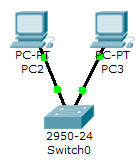 PC-PT PC-PT
PC2 PC3
2950-24
Switch0